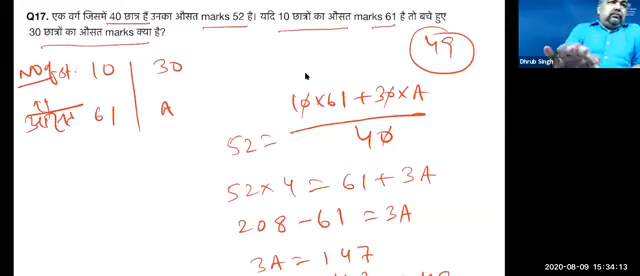 Q17. एक वर्ग जिसमें 40 छात्र हैं उनका औसत marks 52 है। यदि 10 छात्रों का औसत marks 61 है तो बचे हुए
30 छात्रों का औसत marks क्या है?
49
Dhrub Singh
NO of st. 10 | 30
औसत 61 | A
52 = (10×61 + 30×A) / 40
52×4 = 61 + 3A
208 - 61 = 3A
3A = 147
2020-08-09 15:34:13